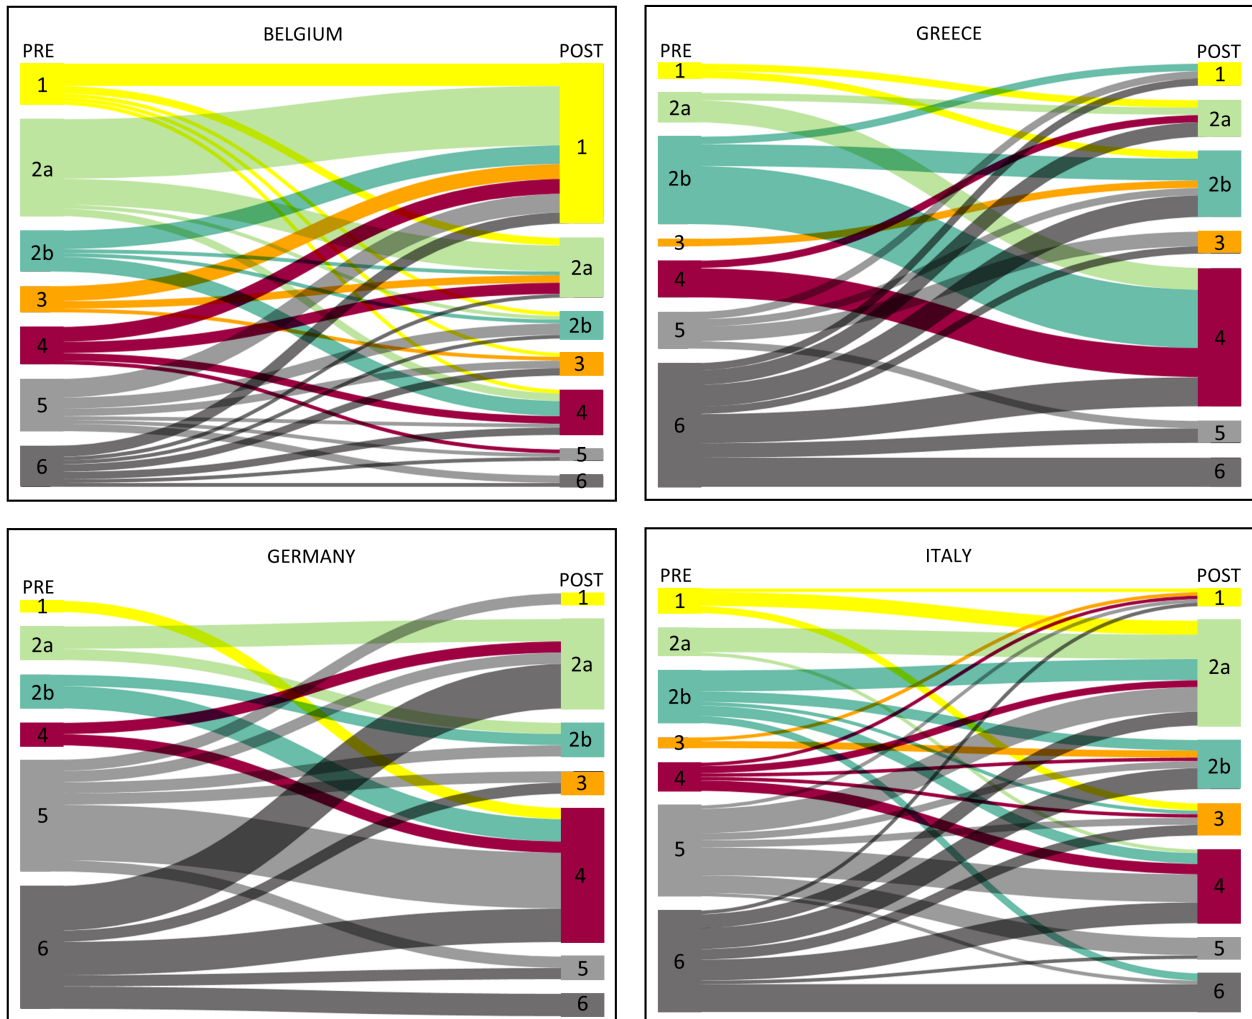 BELGIUM
PRE POST
1 1
2a
2b 2a
3 2b
4 3
5 4
6 5
6
GREECE
PRE POST
1 1
2a 2a
2b 2b
3 3
4 4
5 5
6 6
GERMANY
PRE POST
1 1
2a 2a
2b 2b
4 3
5 4
6 5
6
ITALY
PRE POST
1 1
2a 2a
2b 2b
3 3
4 4
5 5
6 6